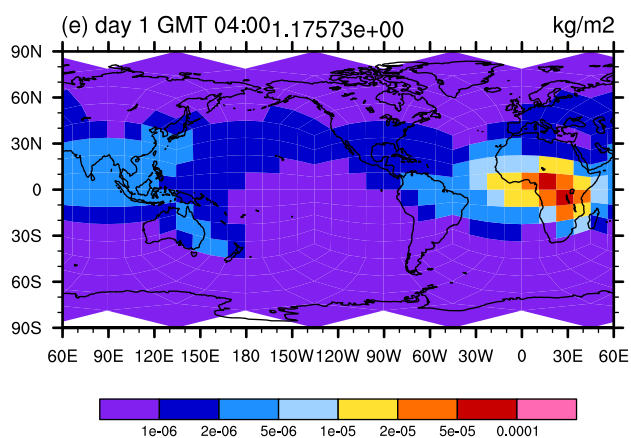 (e) day 1 GMT 04:00 1.17573e+00 kg/m2
90N
60N
30N
0
30S
60S
90S
60E 90E 120E 150E 180 150W 120W 90W 60W 30W 0 30E 60E
1e-06 2e-06 5e-06 1e-05 2e-05 5e-05 0.0001